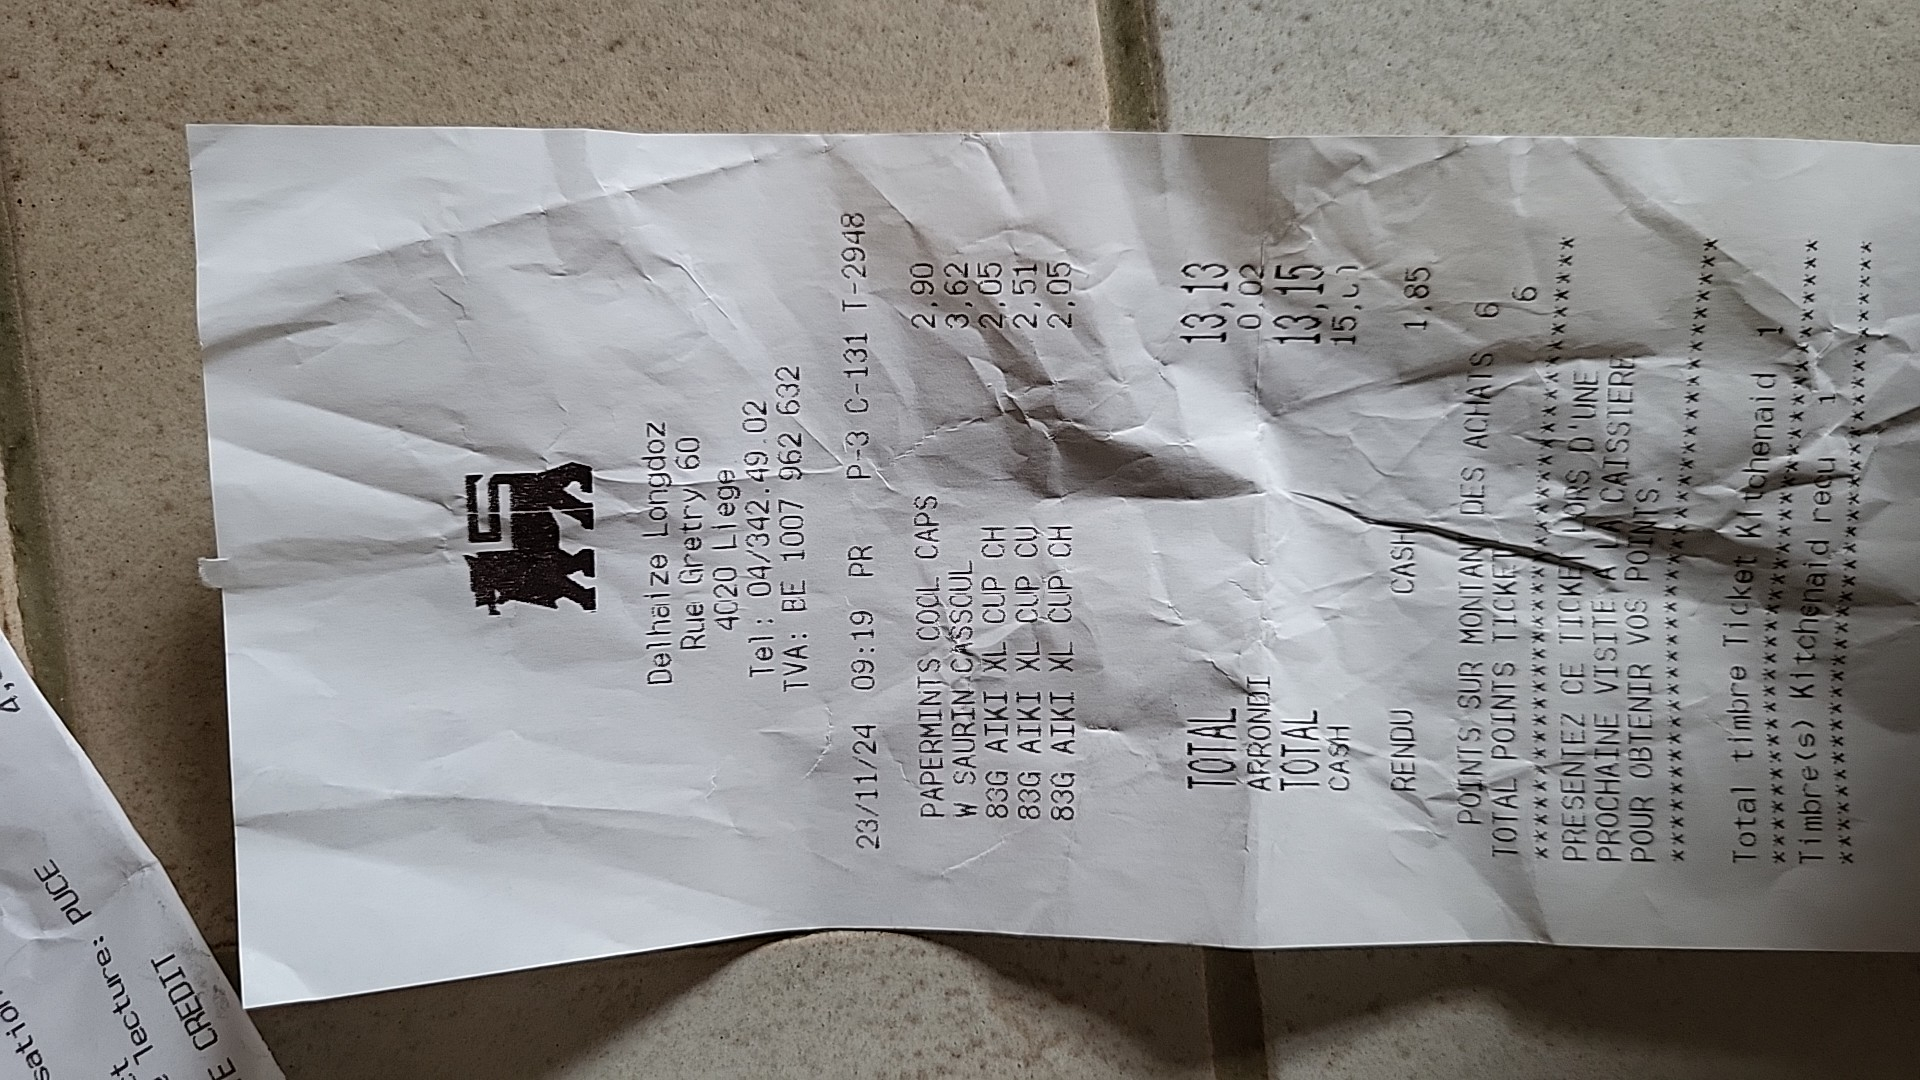 Delhaize Longdoz
Rue Gretry 60
4020 Liege
Tel: 04/342.49.02
TVA: BE 1007 962 632
23/11/24 09:19 PR P-3 C-131 T-2948
PAPERMINTS COOL CAPS 2,90
W SAURIN CASSOUL 3,62
83G AIKI XL CUP CH 2,05
83G AIKI XL CUP CU 2,51
83G AIKI XL CUP CH 2,05
TOTAL 13,13
ARRONDI 0,02
TOTAL 13,15
CASH
RENDU CASH 1,85
POINTS SUR MONTANT DES ACHATS 6
TOTAL POINTS TICKET 6
****************************************
PRESENTEZ CE TICKET LORS D'UNE
PROCHAINE VISITE A LA CAISSIERE
POUR OBTENIR VOS POINTS.
****************************************
Total timbre Ticket Kitchenaid 1
****************************************
Timbre(s) Kitchenaid recu 1
****************************************
lecture: PUCE
CREDIT